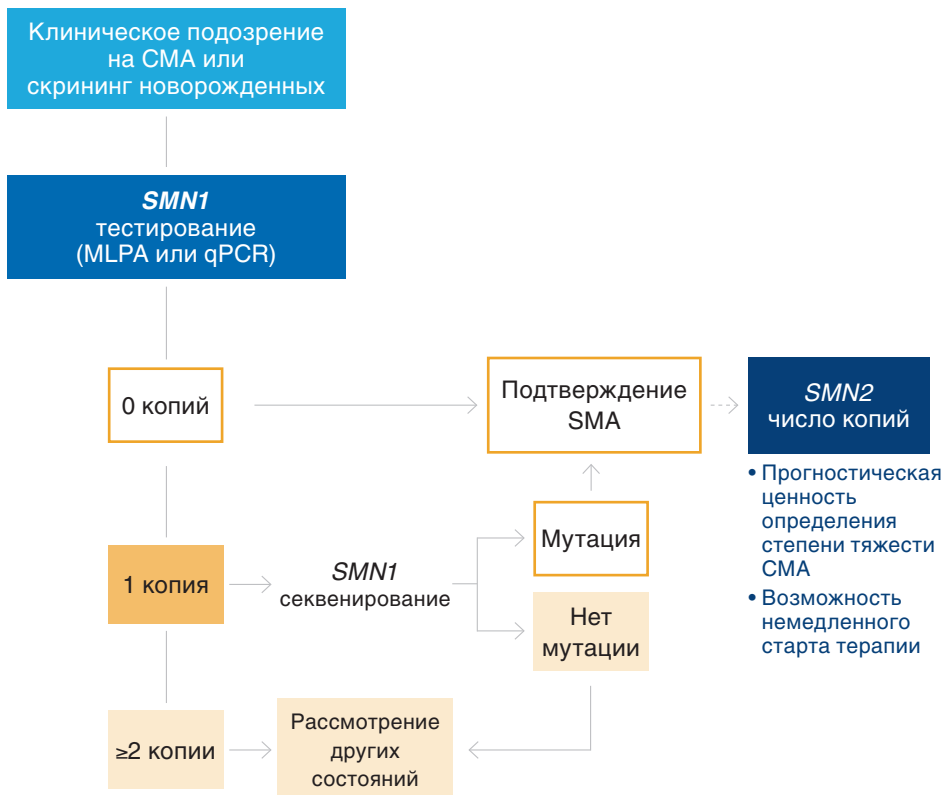 Клиническое подозрение
на СМА или
скрининг новорожденных
SMN1
тестирование
(MLPA или qPCR)
0 копий
Подтверждение
SMA
SMN2
число копий
• Прогностическая
ценность
определения
степени тяжести
СМА
• Возможность
немедленного
старта терапии
1 копия
SMN1
секвенирование
Мутация
Нет
мутации
≥2 копии
Рассмотрение
других
состояний